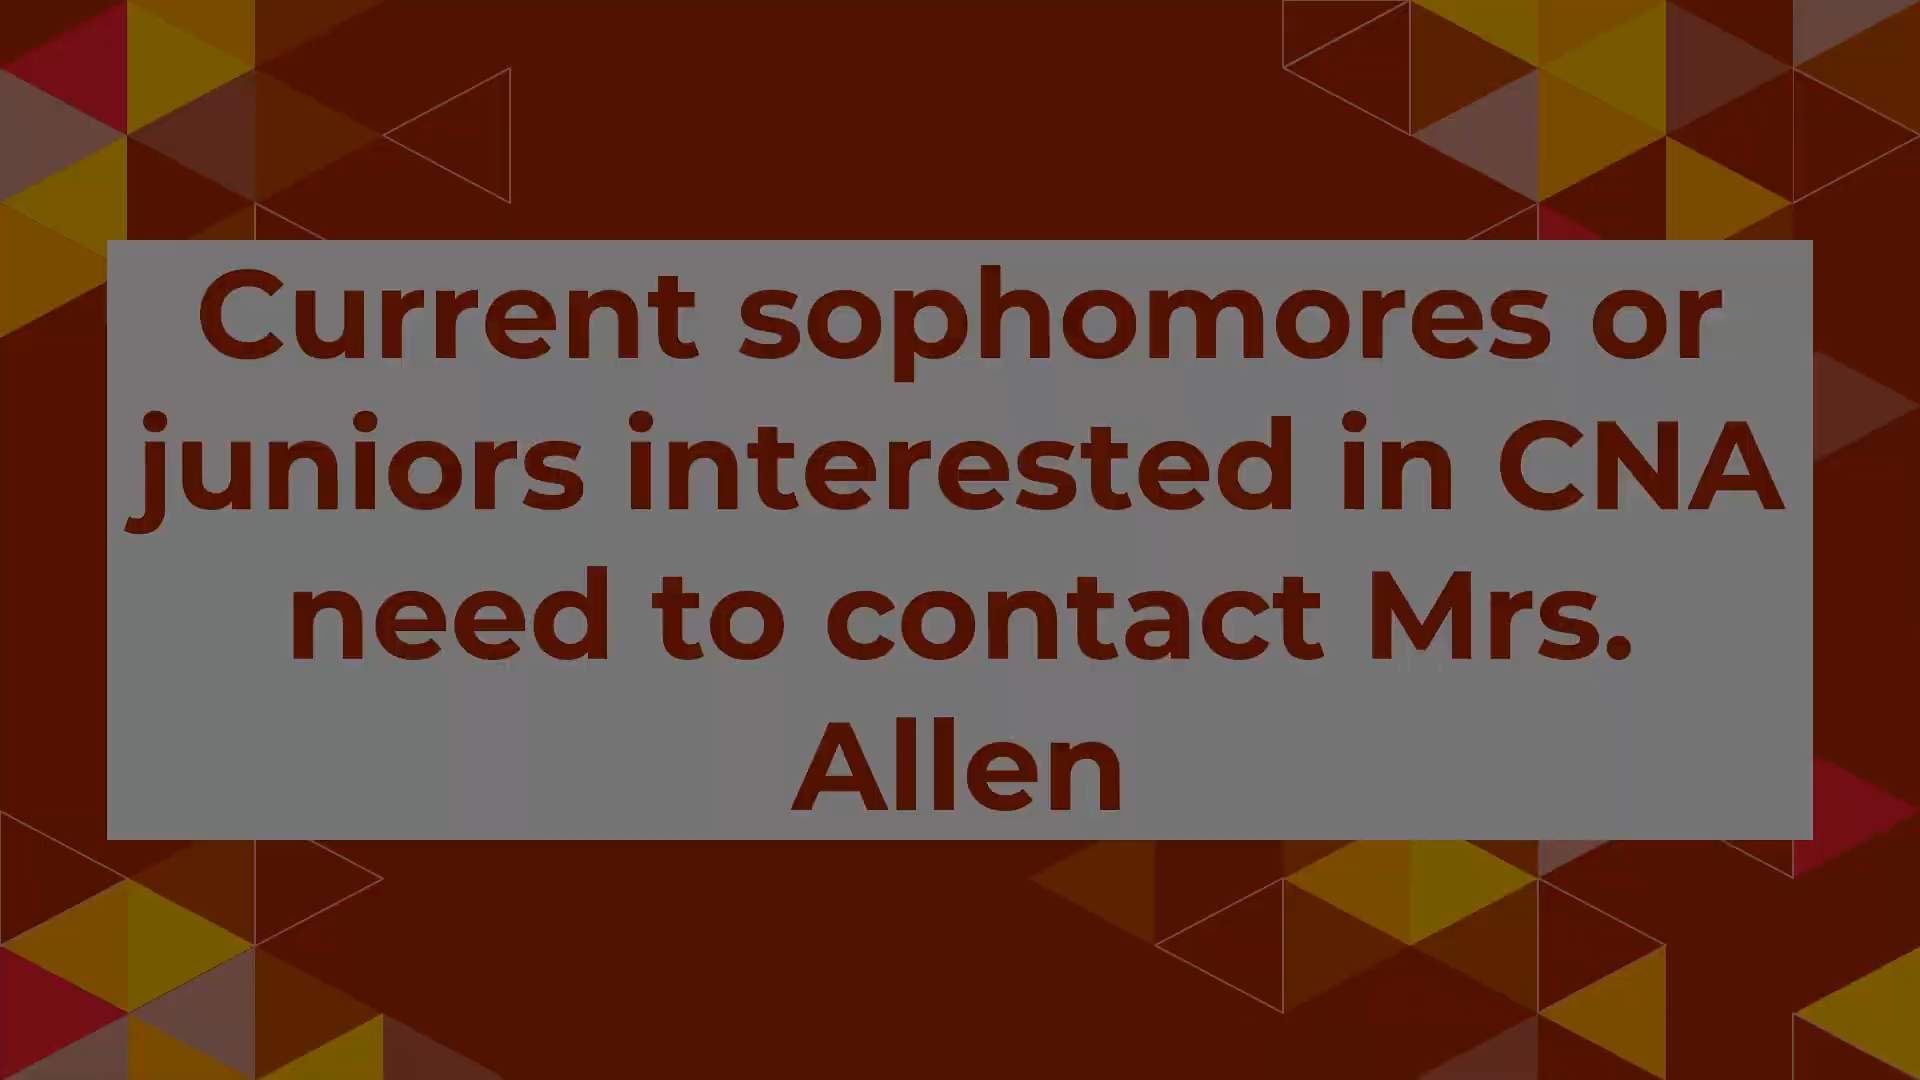 Current sophomores or
juniors interested in CNA
need to contact Mrs.
Allen